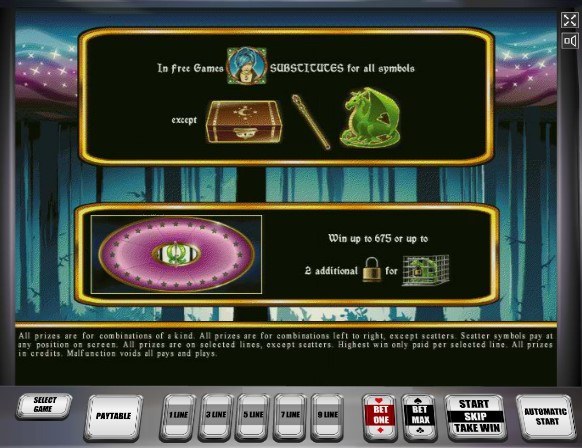 In Free Games SUBSTITUTES for all symbols
except
Win up to 675 or up to
2 additional for
All prizes are for combinations of a kind. All prizes are for combinations left to right, except scatters. Scatter symbols pay at
any position on screen. All prizes are on selected lines, except scatters. Highest win only paid per selected line. All prizes
in credits. Malfunction voids all pays and plays.
SELECT
GAME
PAYTABLE
1 LINE
3 LINE
5 LINE
7 LINE
9 LINE
BET
ONE
BET
MAX
START
SKIP
TAKE WIN
AUTOMATIC
START